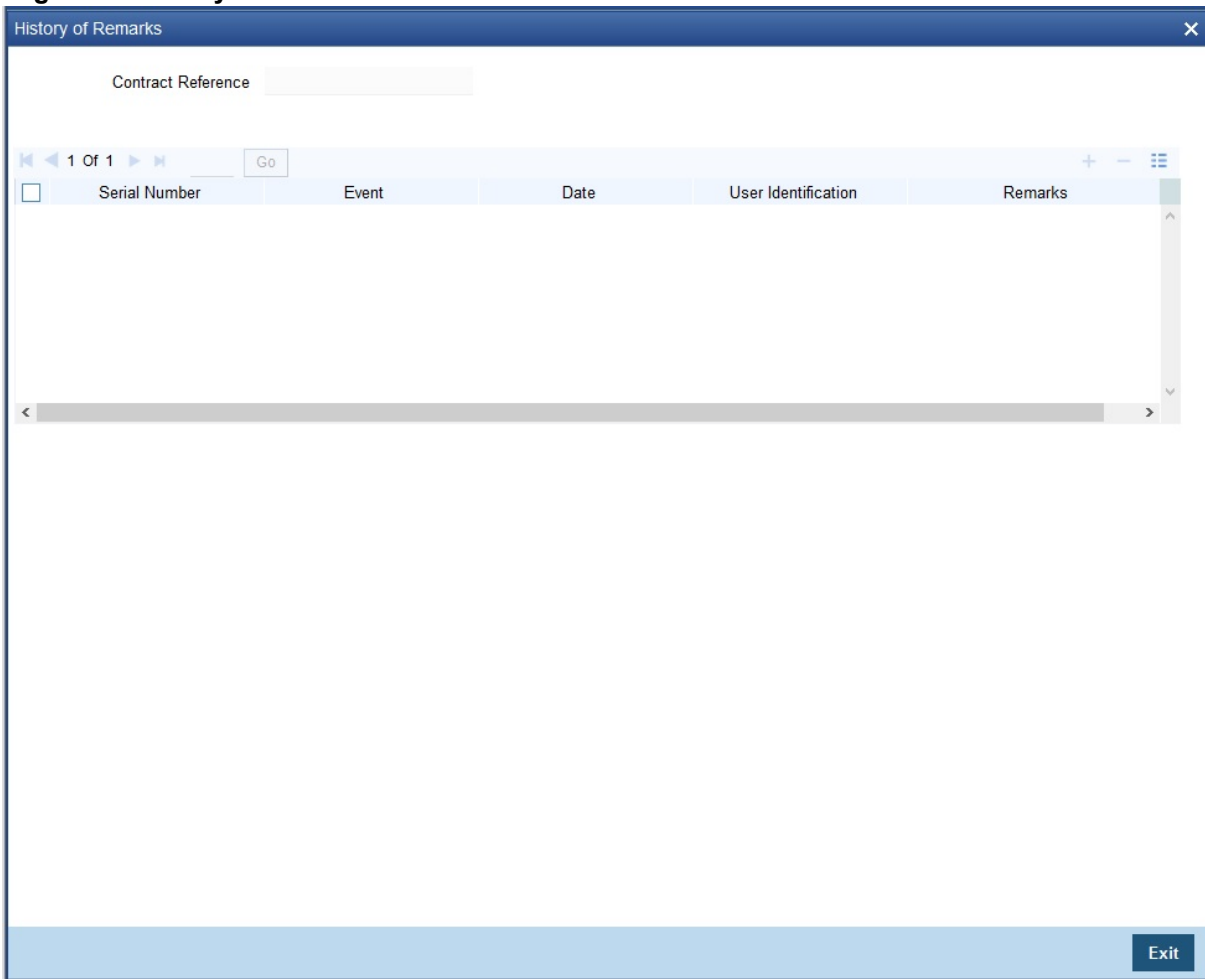 History of Remarks
Contract Reference
1 Of 1 Go
Serial Number Event Date User Identification Remarks
Exit